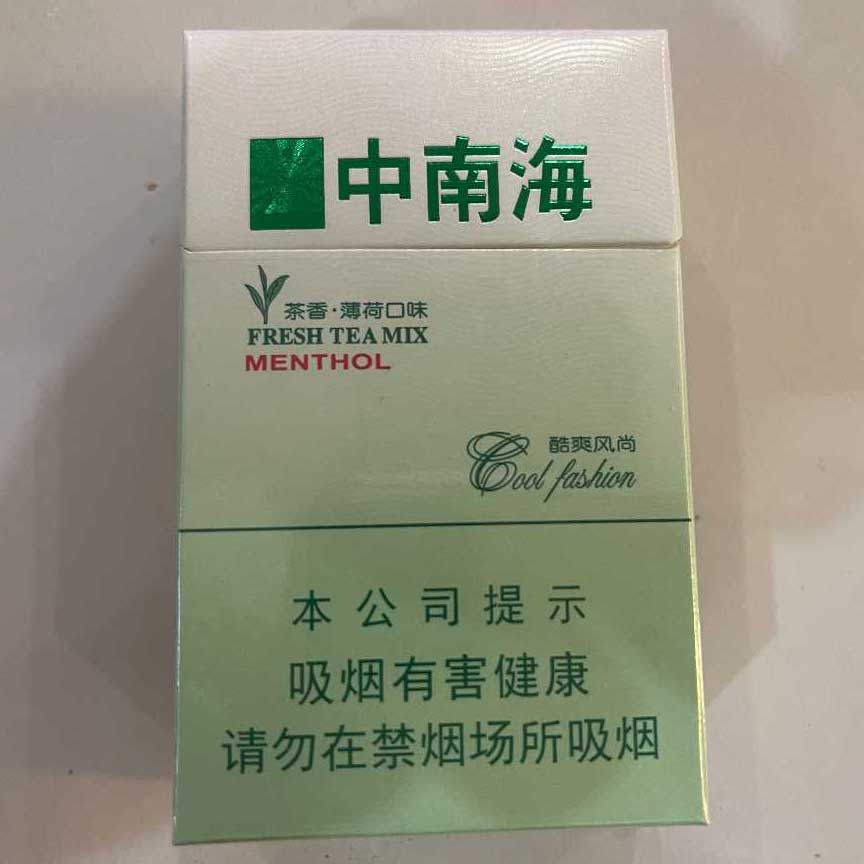 中南海
茶香·薄荷口味
FRESH TEA MIX
MENTHOL
酷爽风尚
Cool fashion
本公司提示
吸烟有害健康
请勿在禁烟场所吸烟